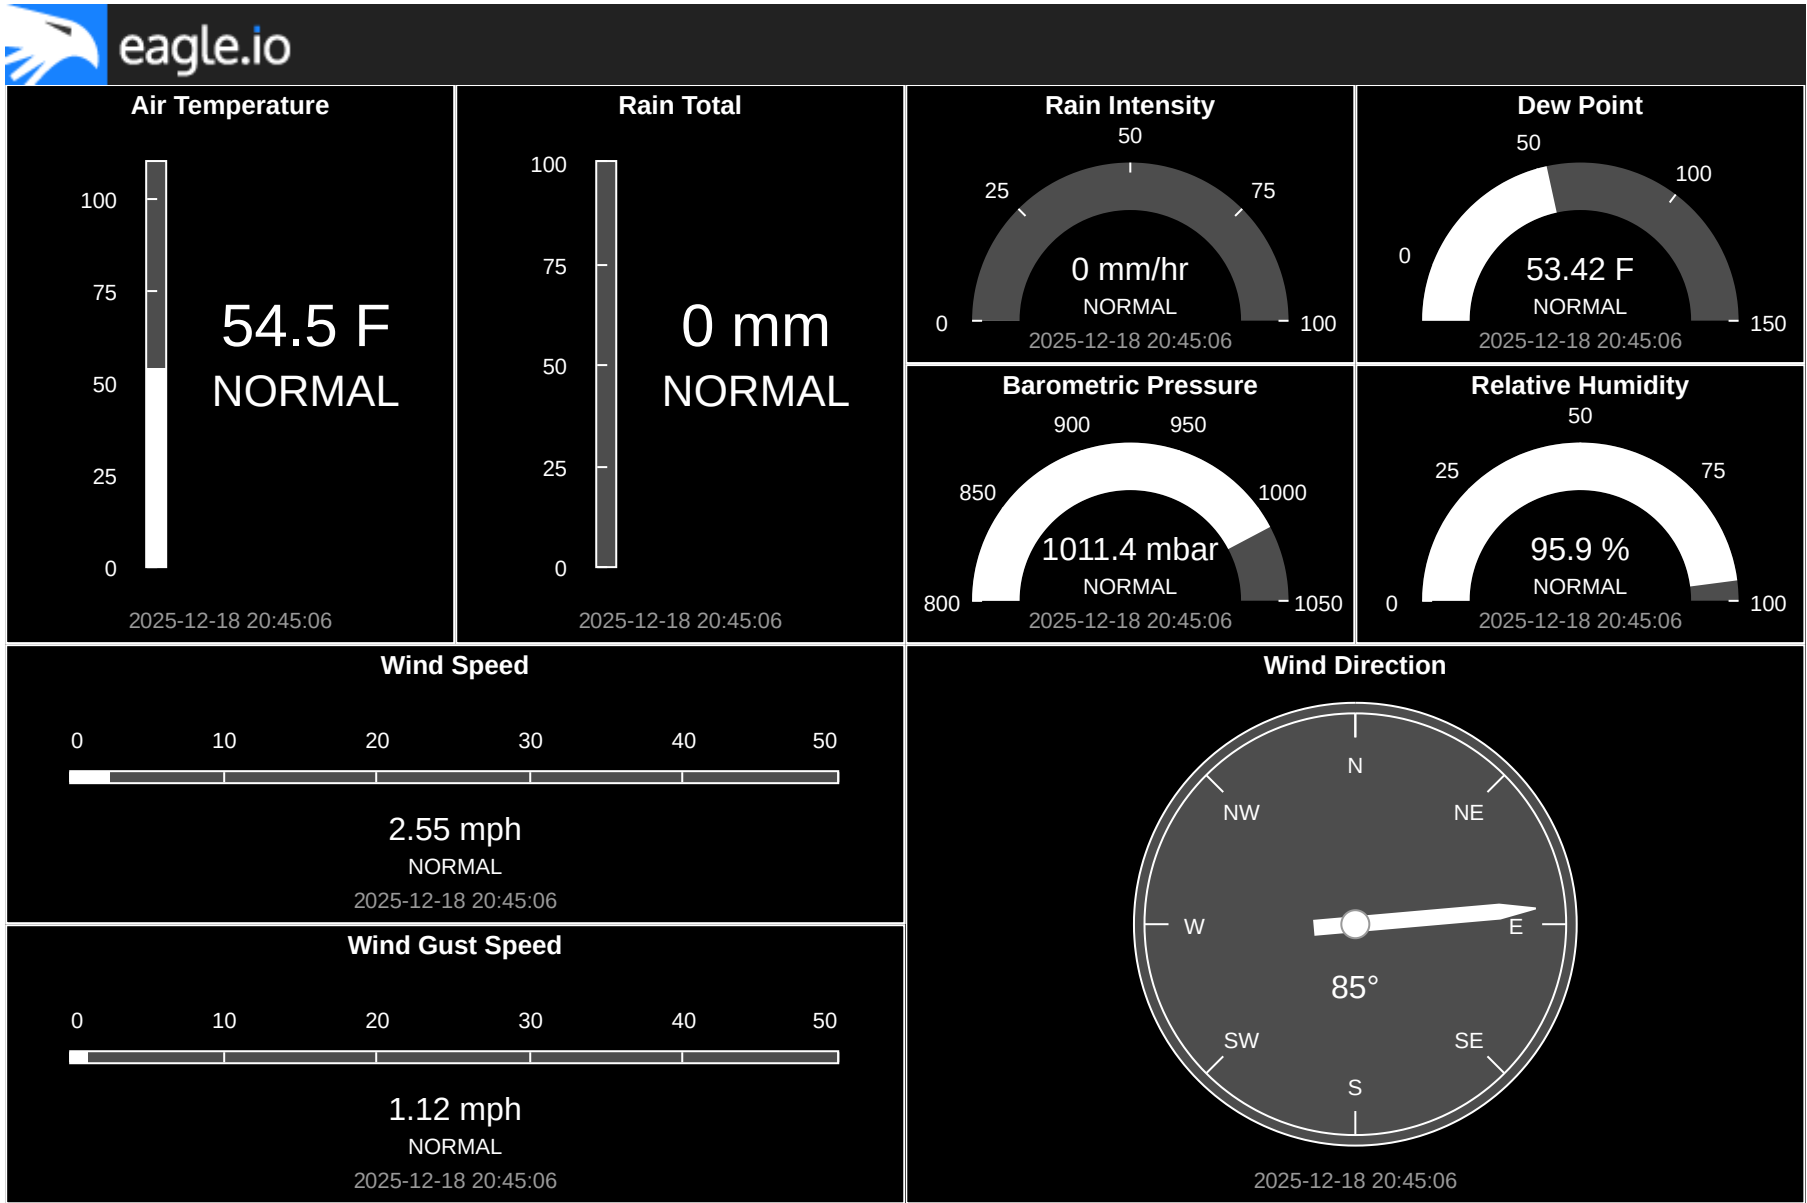 eagle.io
Air Temperature
100
75
50
25
0
54.5 F
NORMAL
2025-12-18 20:45:06
Rain Total
100
75
50
25
0
0 mm
NORMAL
2025-12-18 20:45:06
Rain Intensity
50
25
75
0
100
0 mm/hr
NORMAL
2025-12-18 20:45:06
Dew Point
50
100
0
150
53.42 F
NORMAL
2025-12-18 20:45:06
Barometric Pressure
900
950
850
1000
800
1050
1011.4 mbar
NORMAL
2025-12-18 20:45:06
Relative Humidity
50
25
75
0
100
95.9 %
NORMAL
2025-12-18 20:45:06
Wind Speed
0 10 20 30 40 50
2.55 mph
NORMAL
2025-12-18 20:45:06
Wind Gust Speed
0 10 20 30 40 50
1.12 mph
NORMAL
2025-12-18 20:45:06
Wind Direction
N
NW
NE
W
E
85°
SW
SE
S
2025-12-18 20:45:06